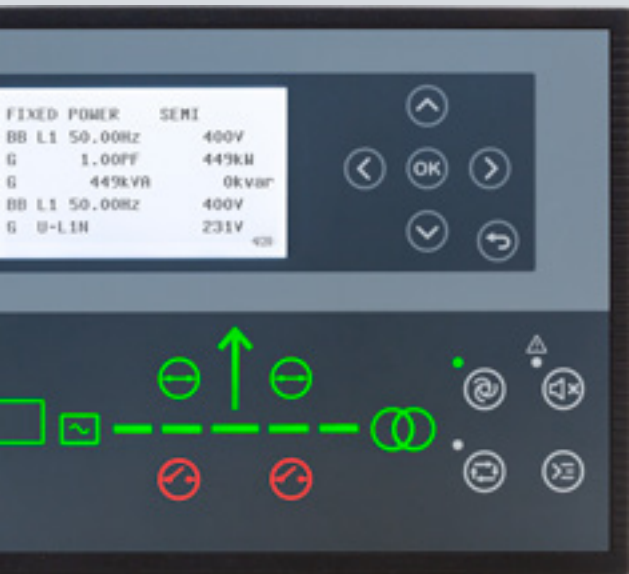 FIXED POWER SEMI
BB L1 50.00Hz 400V
G 1.00PF 449kW
G 449kVA 0kvar
BB L1 50.00Hz 400V
G U-L1N 231V
OK